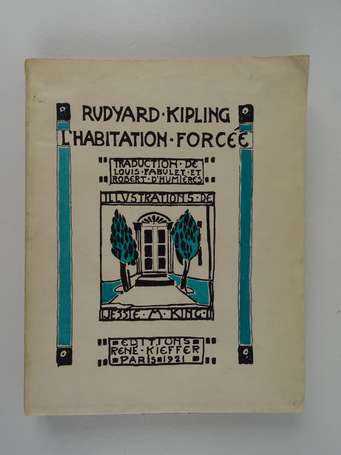 RUDYARD·KIPLING
L'HABITATION·FORCÉE
TRADUCTION·DE
LOUIS·FABULET·ET
ROBERT·D'HUMIÈRES
ILLUSTRATIONS·DE
JESSIE·M·KING
EDITIONS
RENÉ·KIEFFER
PARIS·1921